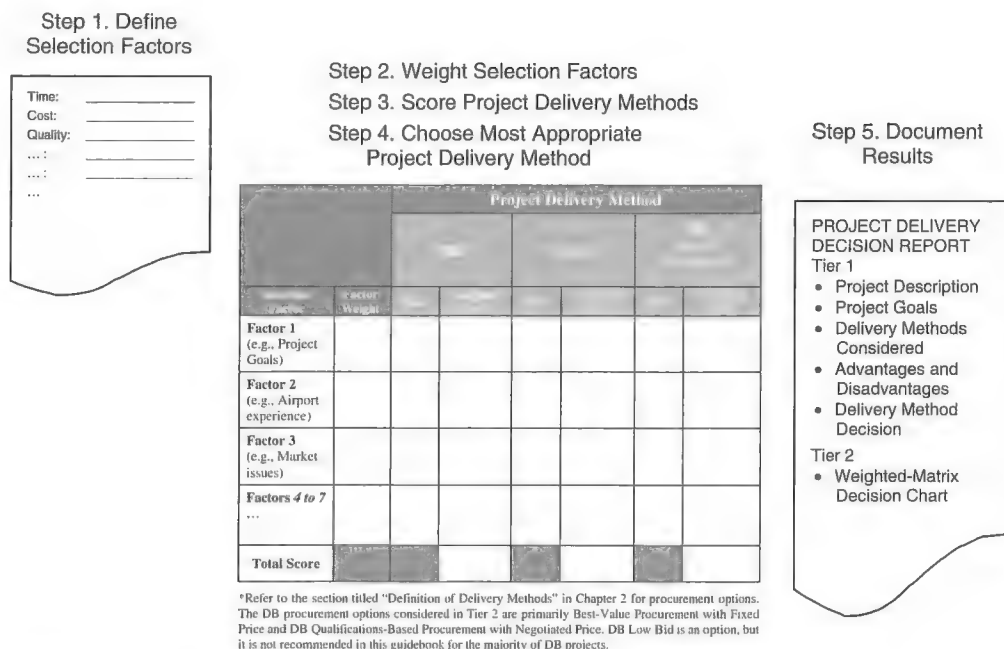 Step 1. Define
Selection Factors
Time:
Cost:
Quality:
... :
... :
...
Step 2. Weight Selection Factors
Step 3. Score Project Delivery Methods
Step 4. Choose Most Appropriate
Project Delivery Method
Project Delivery Method
Factor
Weight
Factor 1
(e.g., Project
Goals)
Factor 2
(e.g., Airport
experience)
Factor 3
(e.g., Market
issues)
Factors 4 to 7
...
Total Score
*Refer to the section titled "Definition of Delivery Methods" in Chapter 2 for procurement options.
The DB procurement options considered in Tier 2 are primarily Best-Value Procurement with Fixed
Price and DB Qualifications-Based Procurement with Negotiated Price. DB Low Bid is an option, but
it is not recommended in this guidebook for the majority of DB projects.
Step 5. Document
Results
PROJECT DELIVERY
DECISION REPORT
Tier 1
• Project Description
• Project Goals
• Delivery Methods
Considered
• Advantages and
Disadvantages
• Delivery Method
Decision
Tier 2
• Weighted-Matrix
Decision Chart